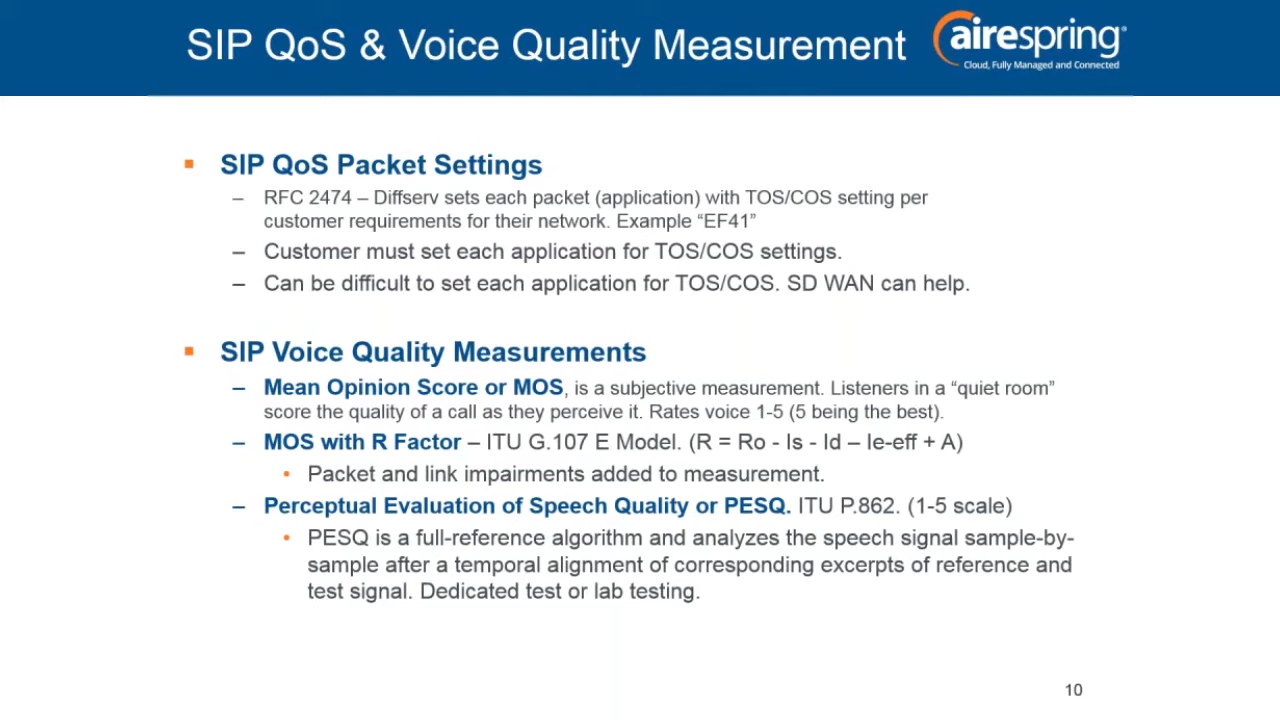 SIP QoS & Voice Quality Measurement
airespring
Cloud, Fully Managed and Connected
▪ SIP QoS Packet Settings
– RFC 2474 – Diffserv sets each packet (application) with TOS/COS setting per
customer requirements for their network. Example “EF41”
– Customer must set each application for TOS/COS settings.
– Can be difficult to set each application for TOS/COS. SD WAN can help.
▪ SIP Voice Quality Measurements
– Mean Opinion Score or MOS, is a subjective measurement. Listeners in a “quiet room”
score the quality of a call as they perceive it. Rates voice 1-5 (5 being the best).
– MOS with R Factor – ITU G.107 E Model. (R = Ro - Is - Id – Ie-eff + A)
• Packet and link impairments added to measurement.
– Perceptual Evaluation of Speech Quality or PESQ. ITU P.862. (1-5 scale)
• PESQ is a full-reference algorithm and analyzes the speech signal sample-by-
sample after a temporal alignment of corresponding excerpts of reference and
test signal. Dedicated test or lab testing.
10